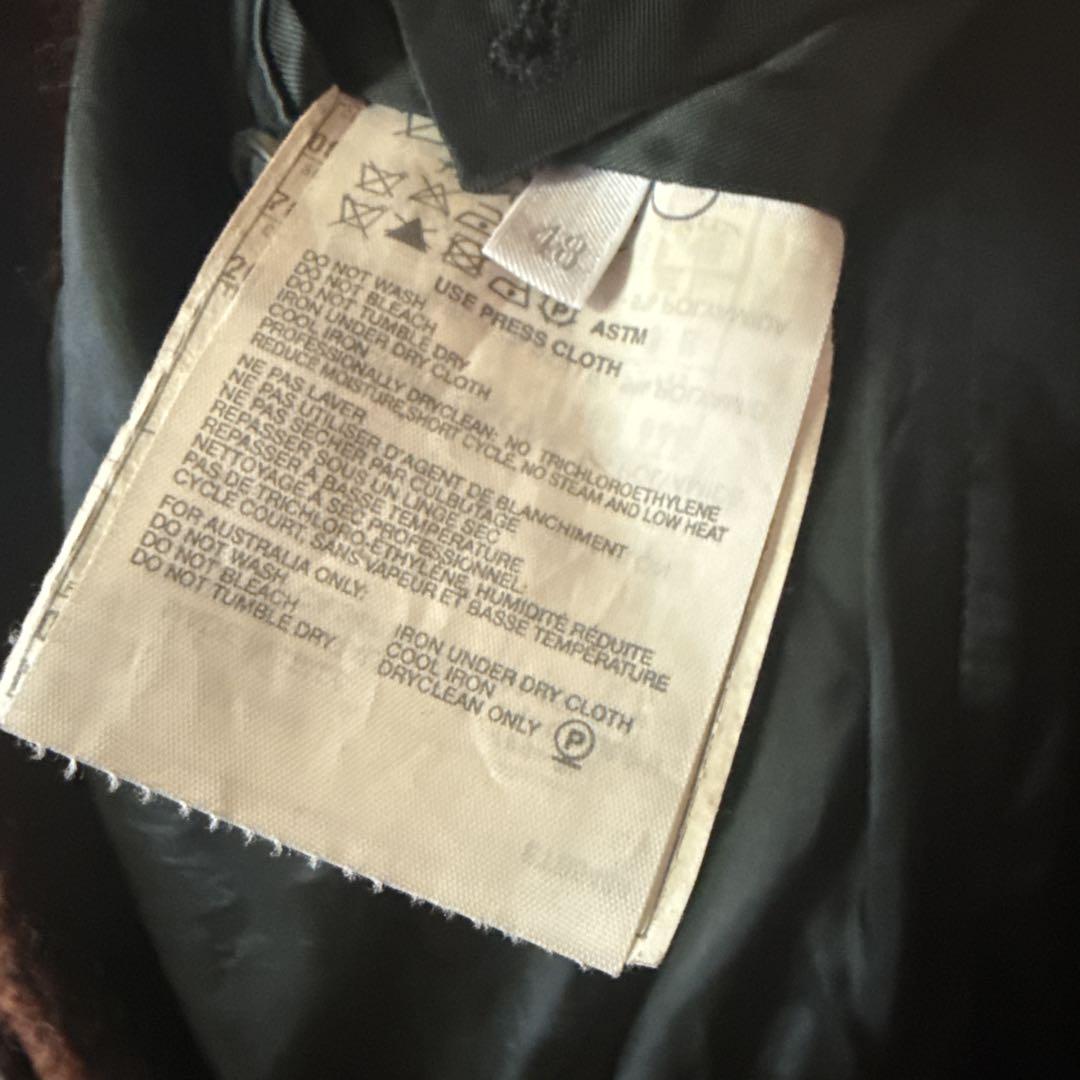 48
ASTM
USE PRESS CLOTH
DO NOT WASH
DO NOT BLEACH
DO NOT TUMBLE DRY
IRON UNDER DRY CLOTH
COOL IRON
PROFESSIONALLY DRYCLEAN: NO TRICHLOROETHYLENE
REDUCE MOISTURE,SHORT CYCLE, NO STEAM AND LOW HEAT
NE PAS LAVER
NE PAS UTILISER D'AGENT DE BLANCHIMENT
NE PAS SÉCHER PAR CULBUTAGE
REPASSER SOUS UN LINGE SEC
REPASSER À BASSE TEMPÉRATURE
NETTOYAGE À SEC PROFESSIONNEL.
PAS DE TRICHLORO-ÉTHYLÈNE, HUMIDITÉ RÉDUITE
CYCLE COURT, SANS VAPEUR ET BASSE TEMPÉRATURE
FOR AUSTRALIA ONLY:
DO NOT WASH
DO NOT BLEACH
DO NOT TUMBLE DRY
IRON UNDER DRY CLOTH
COOL IRON
DRYCLEAN ONLY P